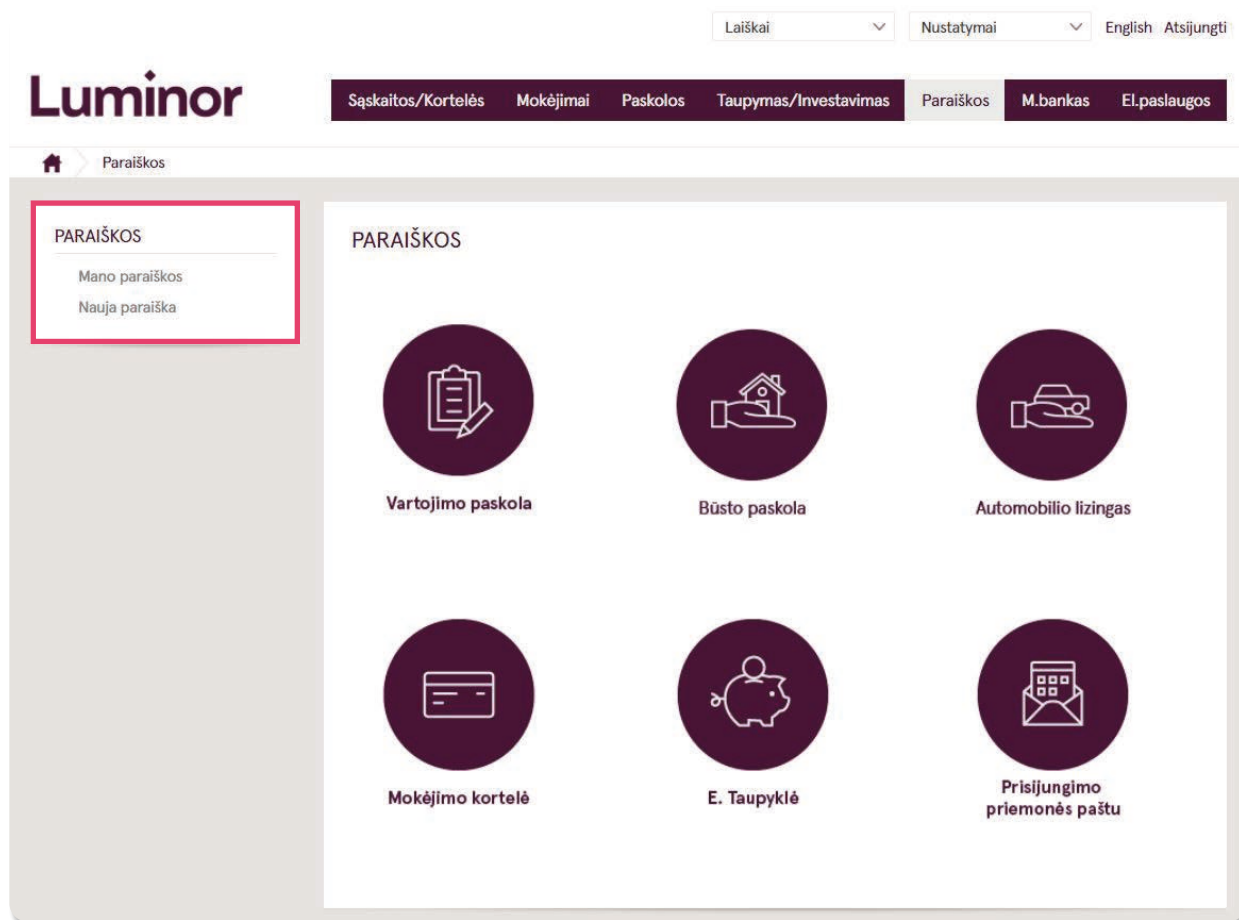 Laiškai Nustatymai English Atsijungti
Luminor
Sąskaitos/Kortelės Mokėjimai Paskolos Taupymas/Investavimas Paraiškos M.bankas El.paslaugos
Paraiškos
PARAIŠKOS
Mano paraiškos
Nauja paraiška
PARAIŠKOS
Vartojimo paskola
Būsto paskola
Automobilio lizingas
Mokėjimo kortelė
E. Taupyklė
Prisijungimo
priemonės paštu